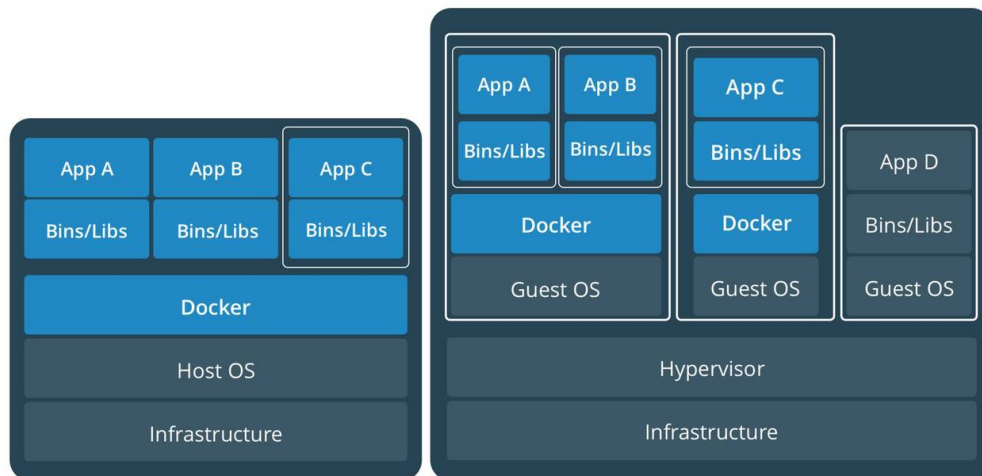 App A
App B
App C
Bins/Libs
Bins/Libs
Bins/Libs
Docker
Host OS
Infrastructure
App A
App B
App C
Bins/Libs
Bins/Libs
Bins/Libs
App D
Docker
Docker
Bins/Libs
Guest OS
Guest OS
Guest OS
Hypervisor
Infrastructure